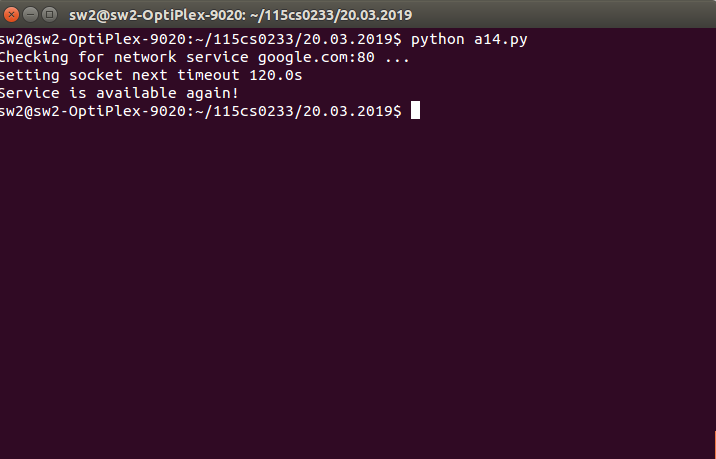 sw2@sw2-OptiPlex-9020: ~/115cs0233/20.03.2019
sw2@sw2-OptiPlex-9020:~/115cs0233/20.03.2019$ python a14.py
Checking for network service google.com:80 ...
setting socket next timeout 120.0s
Service is available again!
sw2@sw2-OptiPlex-9020:~/115cs0233/20.03.2019$